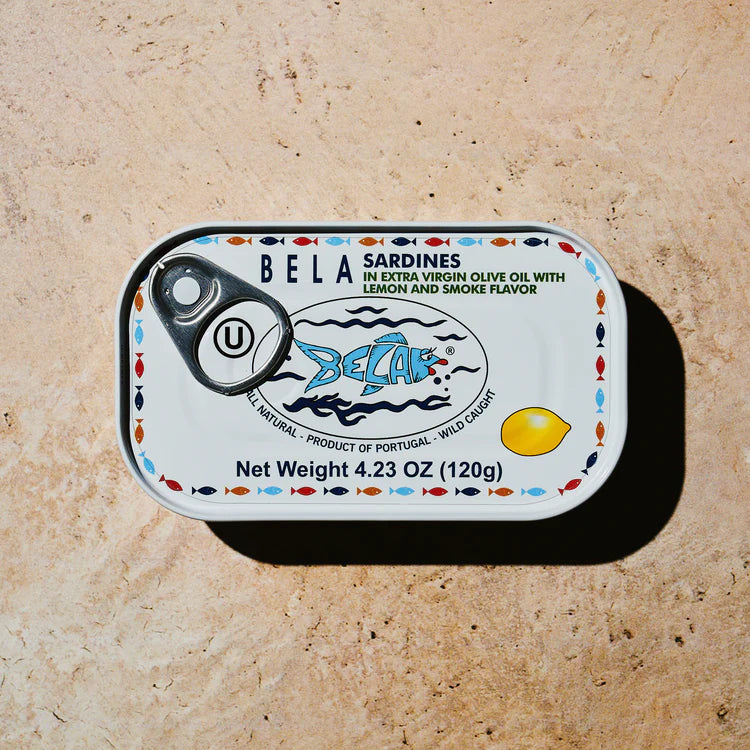 BELA
SARDINES
IN EXTRA VIRGIN OLIVE OIL WITH
LEMON AND SMOKE FLAVOR
U
BELA®
ALL NATURAL - PRODUCT OF PORTUGAL - WILD CAUGHT
Net Weight 4.23 OZ (120g)